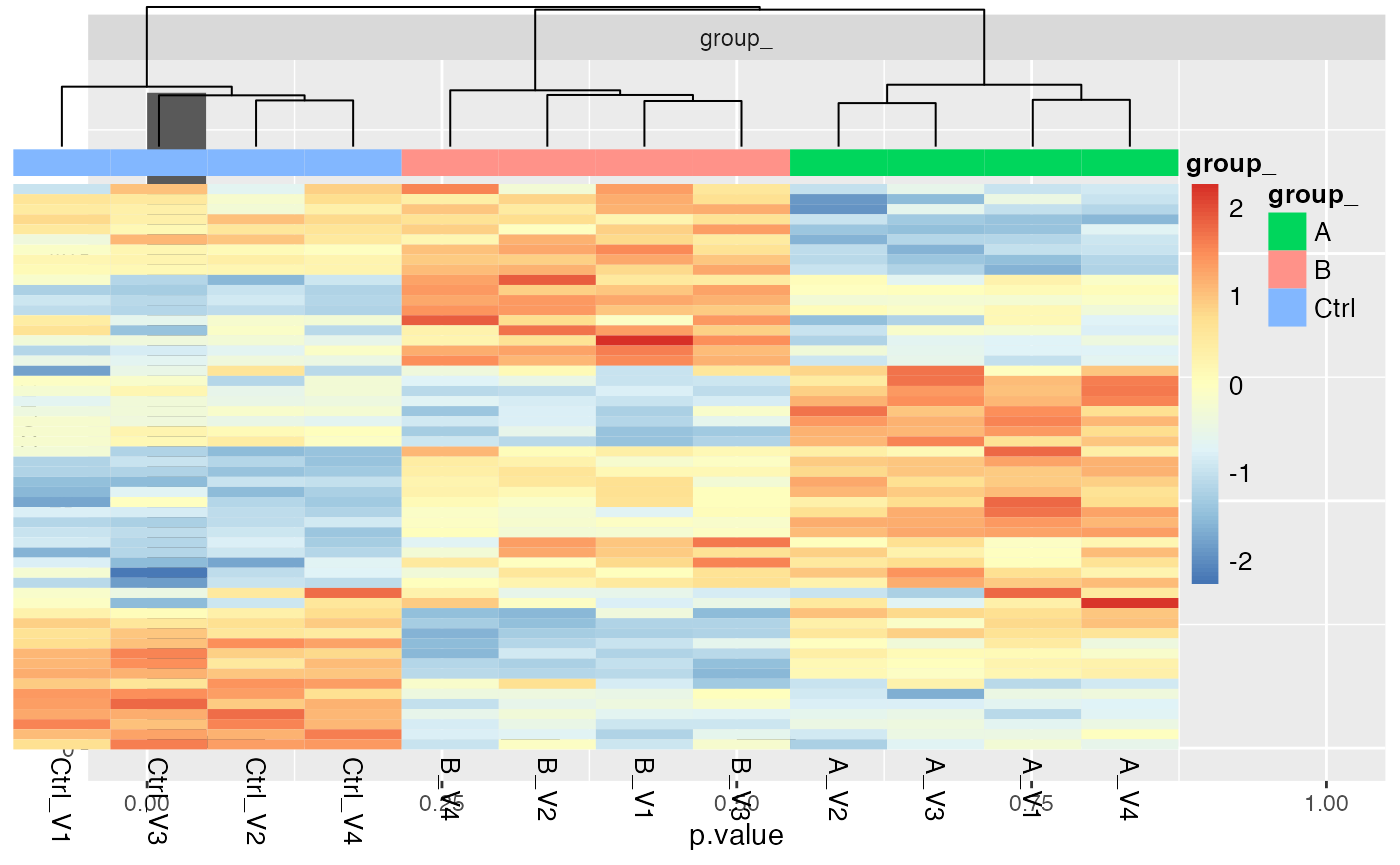 group_
group_
2
1
0
-1
-2
group_
A
B
Ctrl
Ctrl_V1
Ctrl_V3
Ctrl_V2
Ctrl_V4
B_V4
B_V2
B_V1
B_V3
A_V2
A_V3
A_V1
A_V4
0.00
0.25
0.50
0.75
1.00
p.value